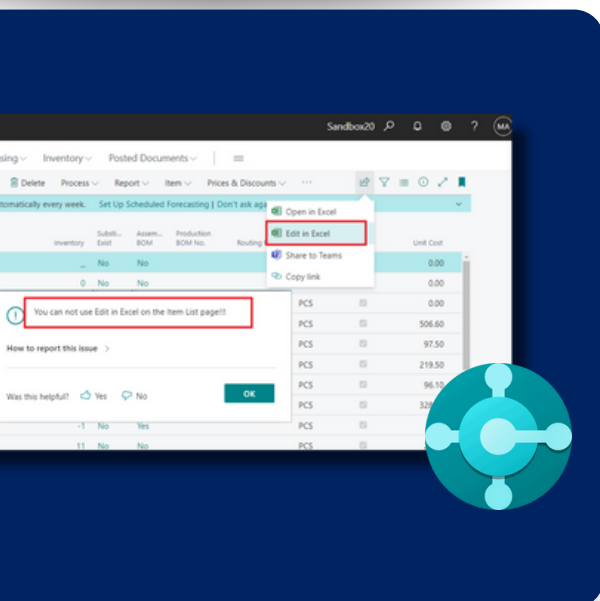 Sandbox20 ? MA
sing Inventory Posted Documents
Delete Process Report Item Prices & Discounts ...
tomatically every week. Set Up Scheduled Forecasting | Don't ask aga
Open in Excel
Edit in Excel
Share to Teams
Copy link
Inventory Substi... Exist Assem... BOM Production BOM No. Routing Unit Cost
_ No No 0.00
0 No No 0.00
PCS 0.00
You can not use Edit in Excel on the Item List page!!!
PCS 506.60
PCS 97.50
How to report this issue >
PCS 219.50
PCS 96.10
Was this helpful? Yes No OK
PCS 328
-1 No Yes PCS
11 No No PCS